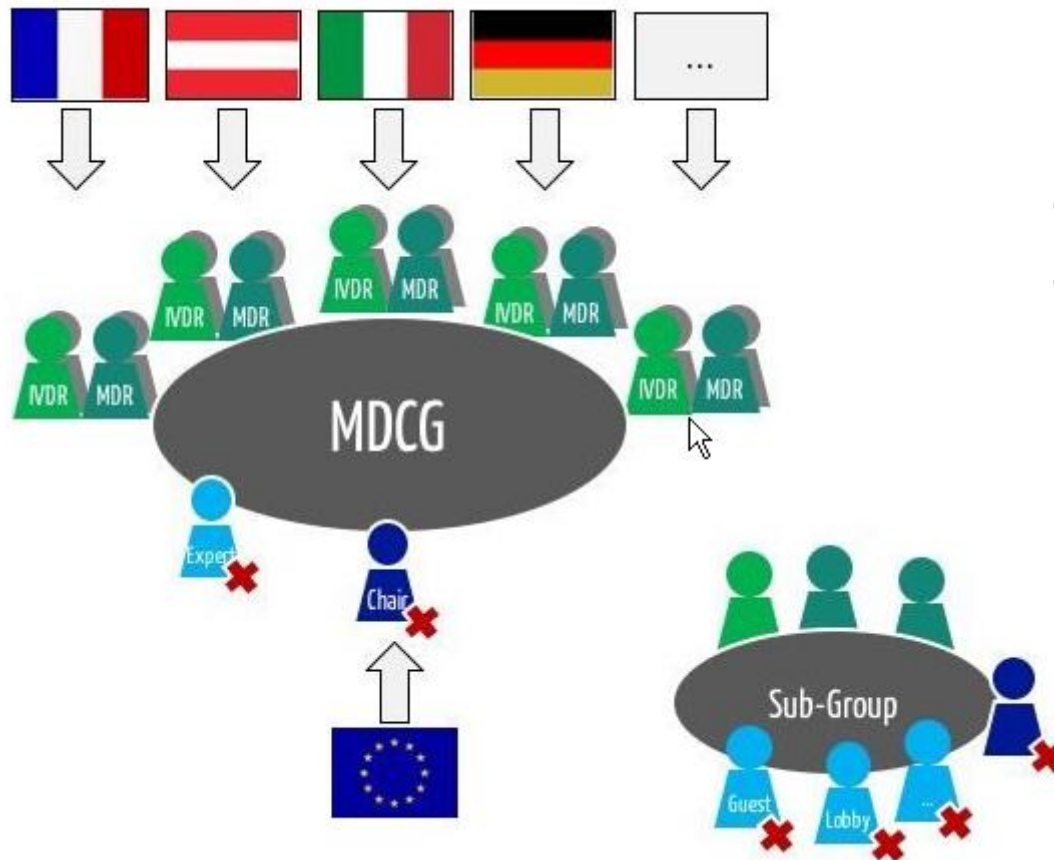 ...
IVDR MDR
IVDR MDR
IVDR MDR
IVDR MDR
IVDR MDR
MDCG
Expert
Chair
Sub-Group
Guest
Lobby
...